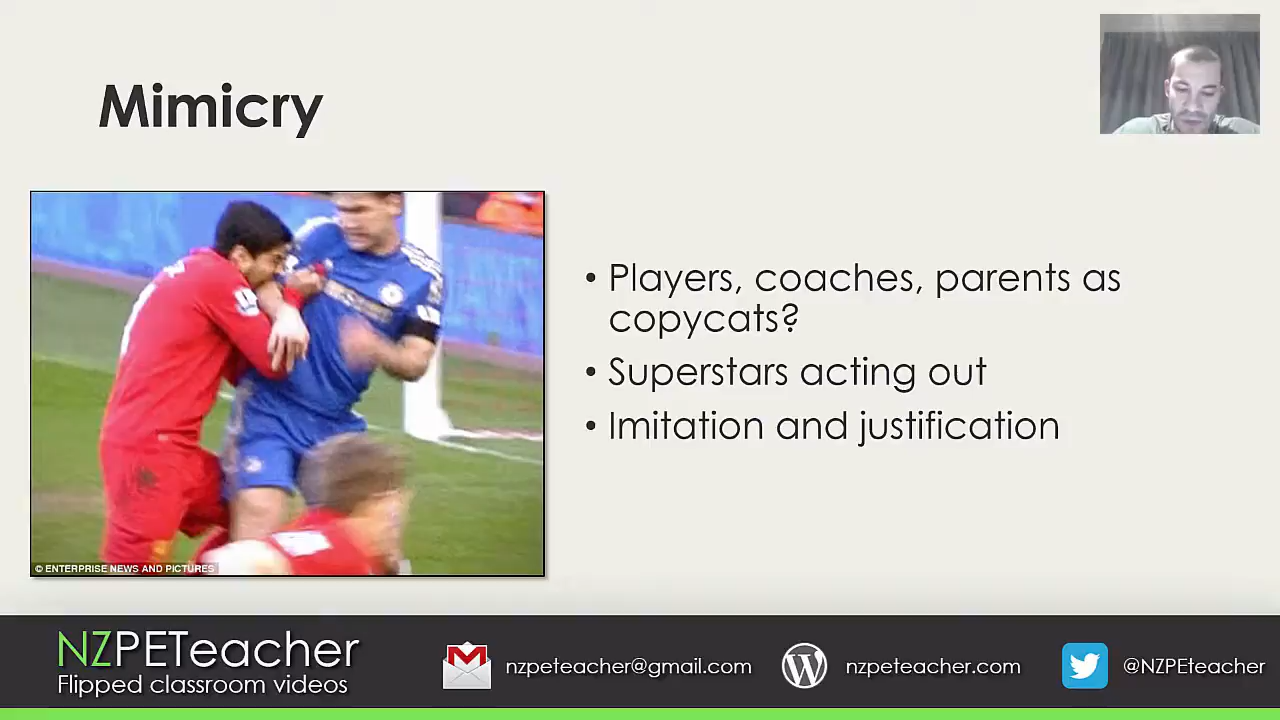 Mimicry
• Players, coaches, parents as
copycats?
• Superstars acting out
• Imitation and justification
© ENTERPRISE NEWS AND PICTURES
NZPETeacher
Flipped classroom videos
nzpeteacher@gmail.com
nzpeteacher.com
@NZPEteacher